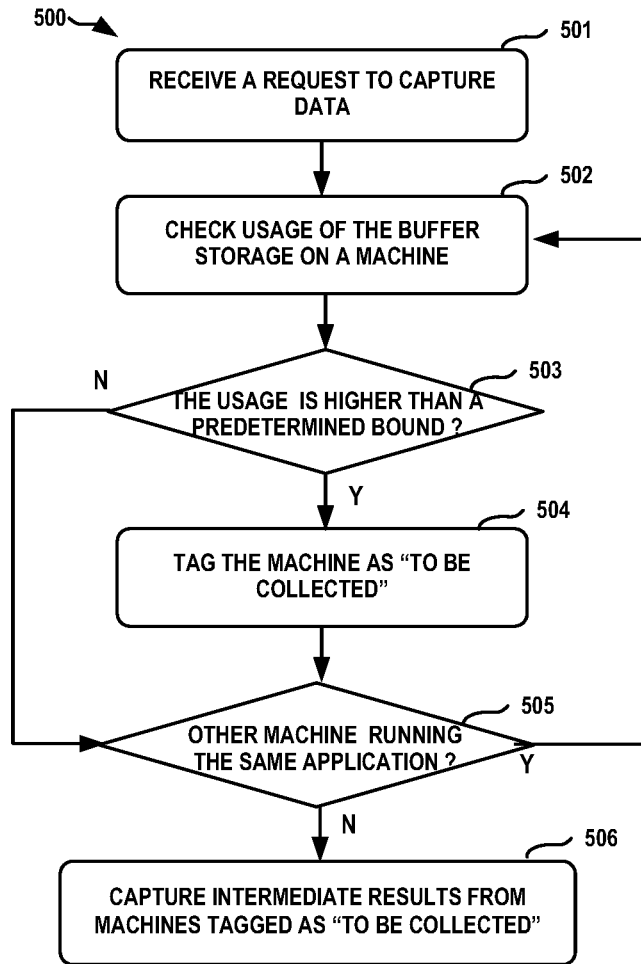 500
501
RECEIVE A REQUEST TO CAPTURE
DATA
502
CHECK USAGE OF THE BUFFER
STORAGE ON A MACHINE
N
503
THE USAGE IS HIGHER THAN A
PREDETERMINED BOUND ?
Y
504
TAG THE MACHINE AS “TO BE
COLLECTED”
505
OTHER MACHINE RUNNING
THE SAME APPLICATION ?
Y
N
506
CAPTURE INTERMEDIATE RESULTS FROM
MACHINES TAGGED AS “TO BE COLLECTED”